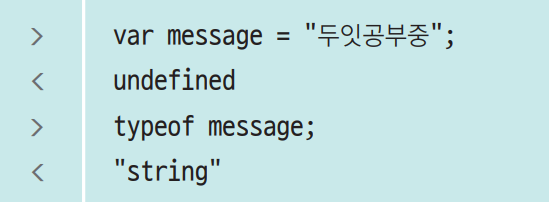 > var message = "두잇공부중";
< undefined
> typeof message;
< "string"